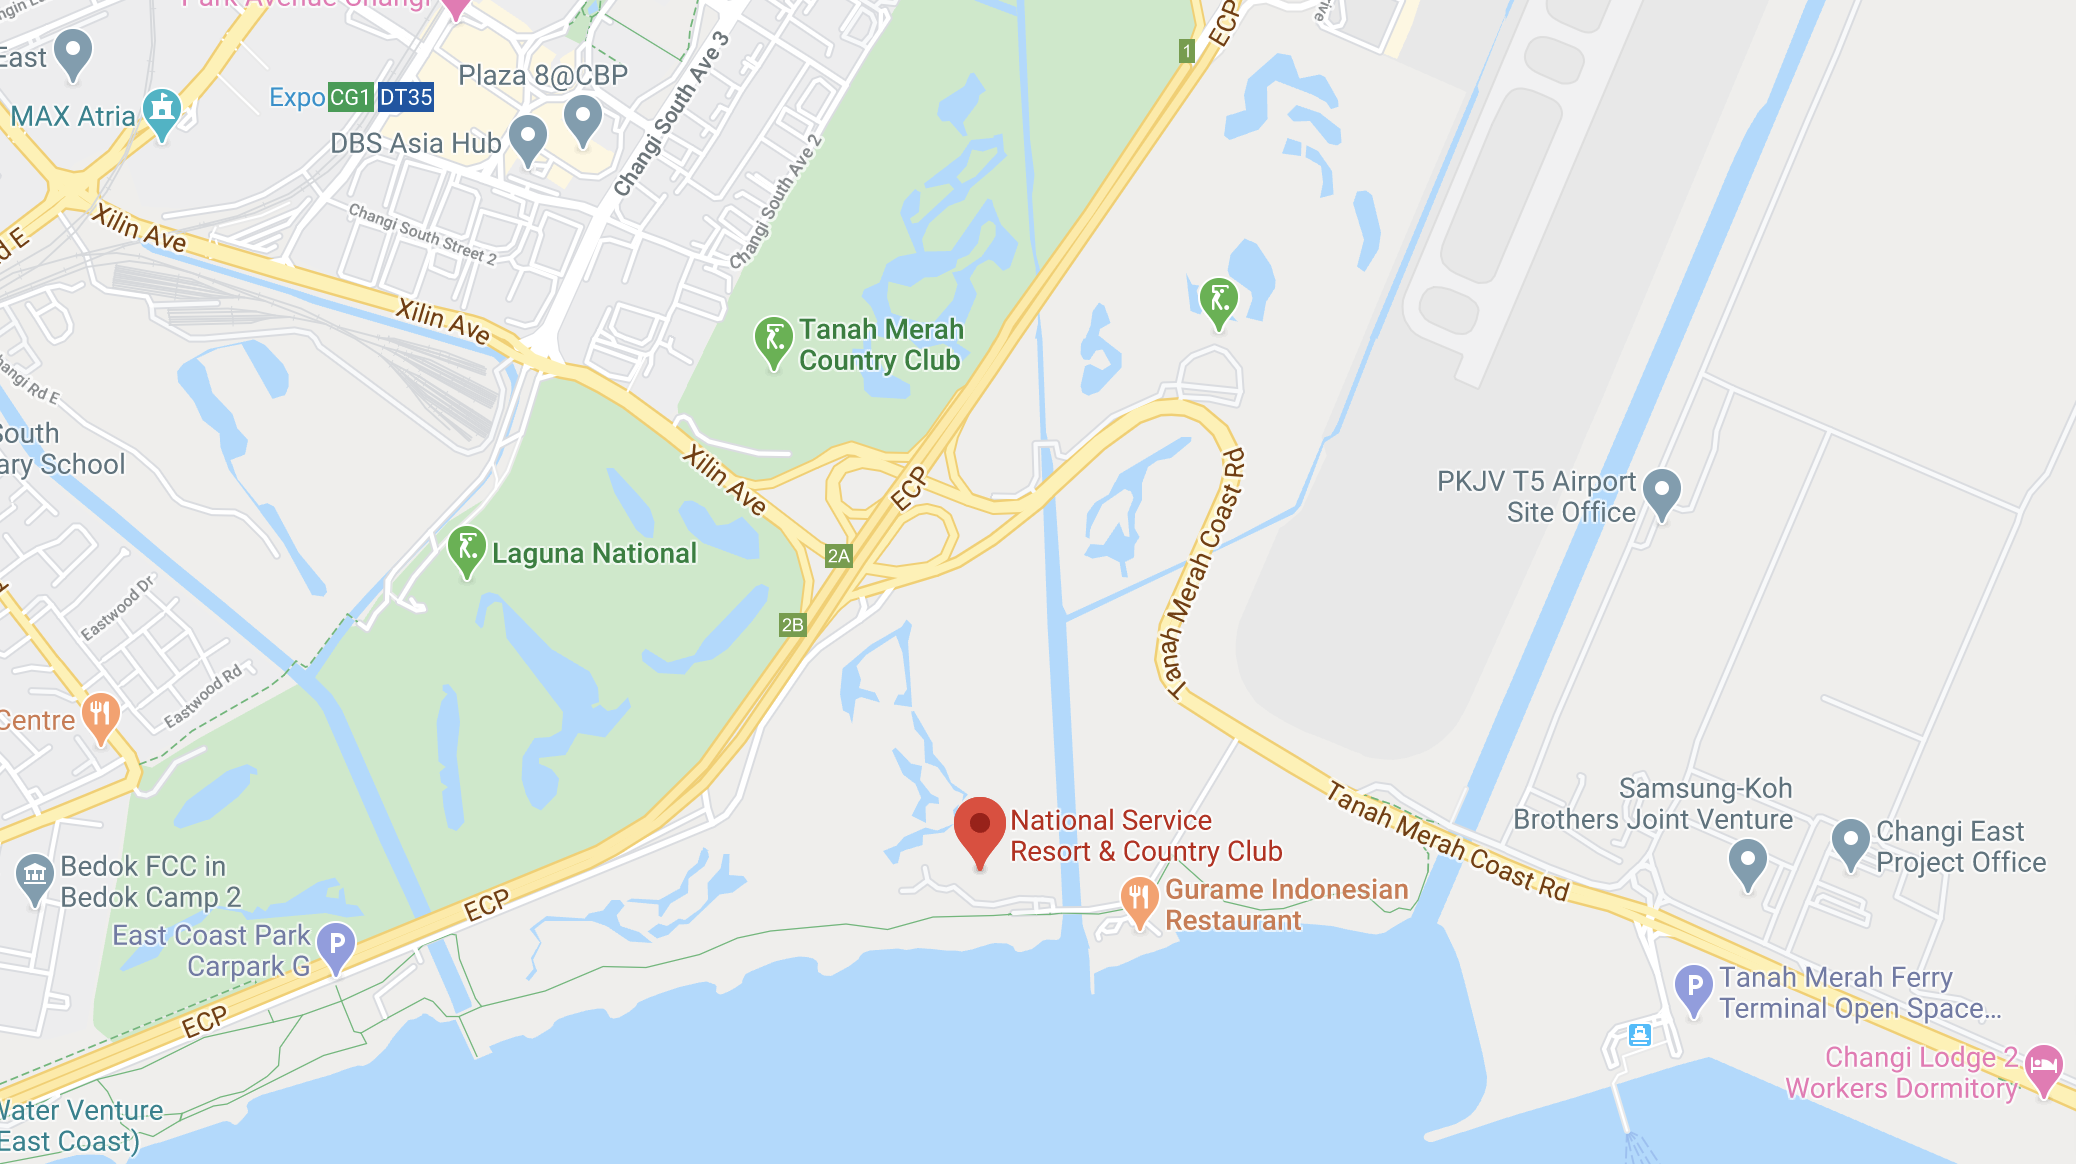 Park Avenue Changi
East
MAX Atria
Expo CG1 DT35
Plaza 8@CBP
DBS Asia Hub
Changi South Ave 3
Changi South Ave 2
1
ECP
Xilin Ave
Changi South Street 2
Xilin Ave
Tanah Merah
Country Club
Xilin Ave
ECP
2A
2B
Laguna National
South
ary School
Eastwood Dr
Eastwood Rd
Centre
Tanah Merah Coast Rd
PKJV T5 Airport
Site Office
Tanah Merah Coast Rd
Samsung-Koh
Brothers Joint Venture
Changi East
Project Office
National Service
Resort & Country Club
Gurame Indonesian
Restaurant
Bedok FCC in
Bedok Camp 2
East Coast Park
Carpark G
ECP
ECP
Tanah Merah Ferry
Terminal Open Space...
Changi Lodge 2
Workers Dormitory
Water Venture
(East Coast)